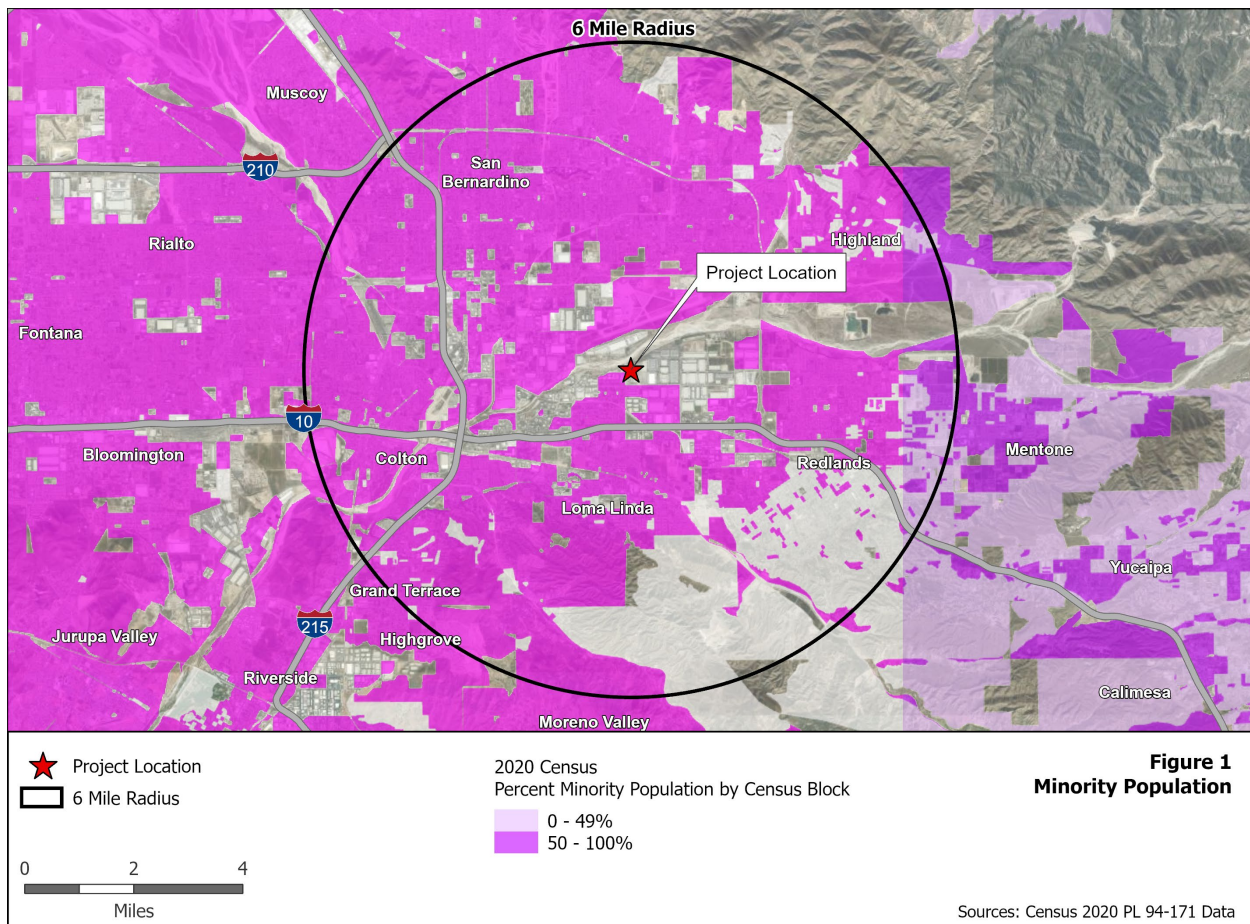 6 Mile Radius
Muscoy
210
San
Bernardino
Rialto
Highland
Project Location
Fontana
10
Bloomington
Colton
Redlands
Mentone
Loma Linda
Yucaipa
Grand Terrace
215
Jurupa Valley
Highgrove
Riverside
Calimesa
Moreno Valley
Project Location
6 Mile Radius
0 2 4
Miles
2020 Census
Percent Minority Population by Census Block
0 - 49%
50 - 100%
Figure 1
Minority Population
Sources: Census 2020 PL 94-171 Data